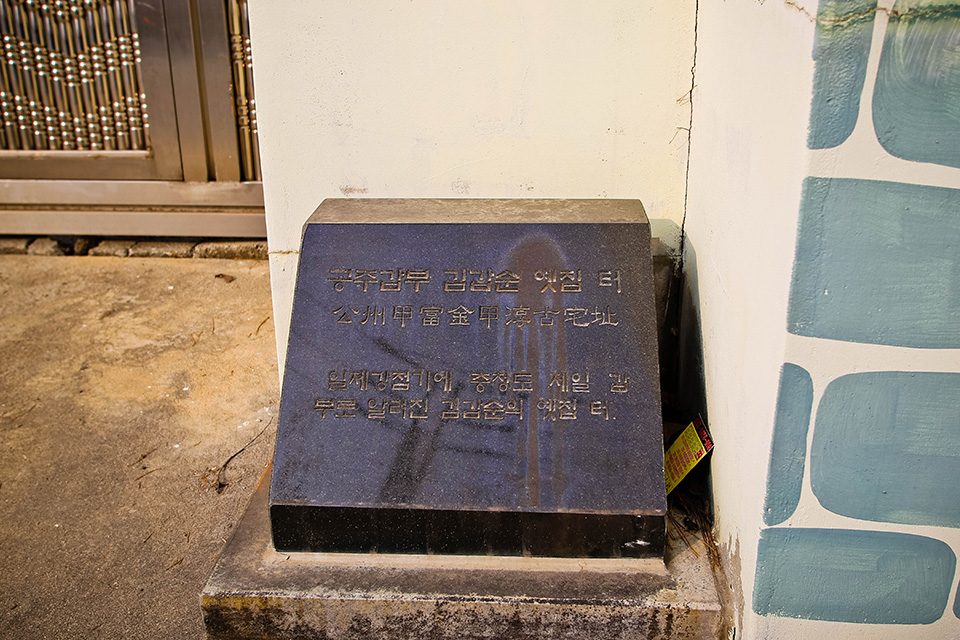 공주갑부 김갑순 옛집 터
公州甲富金甲淳古宅址
일제강점기에 충청도 제일 갑
부로 알려진 김갑순의 옛집 터.